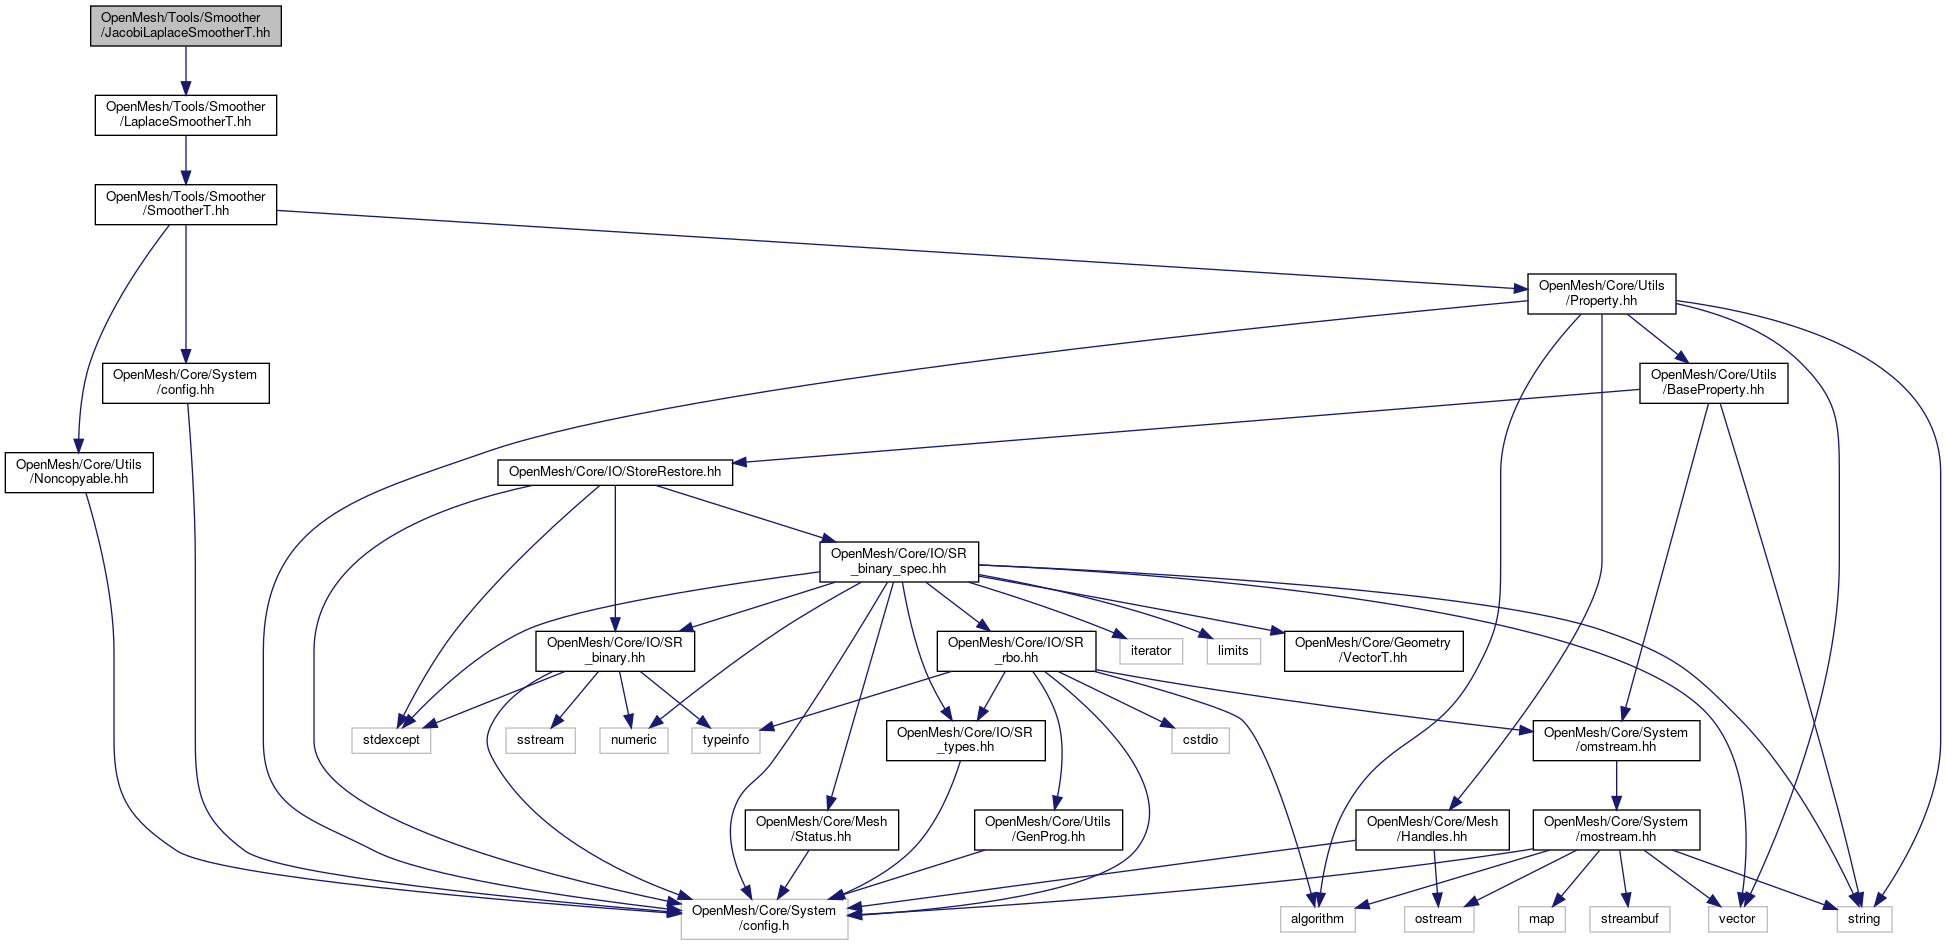 OpenMesh/Tools/Smoother
/JacobiLaplaceSmootherT.hh
OpenMesh/Tools/Smoother
/LaplaceSmootherT.hh
OpenMesh/Tools/Smoother
/SmootherT.hh
OpenMesh/Core/Utils
/Property.hh
OpenMesh/Core/System
/config.hh
OpenMesh/Core/Utils
/BaseProperty.hh
OpenMesh/Core/Utils
/Noncopyable.hh
OpenMesh/Core/IO/StoreRestore.hh
OpenMesh/Core/IO/SR
_binary_spec.hh
OpenMesh/Core/IO/SR
_binary.hh
OpenMesh/Core/IO/SR
_rbo.hh
iterator
limits
OpenMesh/Core/Geometry
/VectorT.hh
stdexcept
sstream
numeric
typeinfo
OpenMesh/Core/IO/SR
_types.hh
cstdio
OpenMesh/Core/System
/omstream.hh
OpenMesh/Core/Mesh
/Status.hh
OpenMesh/Core/Utils
/GenProg.hh
OpenMesh/Core/Mesh
/Handles.hh
OpenMesh/Core/System
/mostream.hh
OpenMesh/Core/System
/config.h
algorithm
ostream
map
streambuf
vector
string